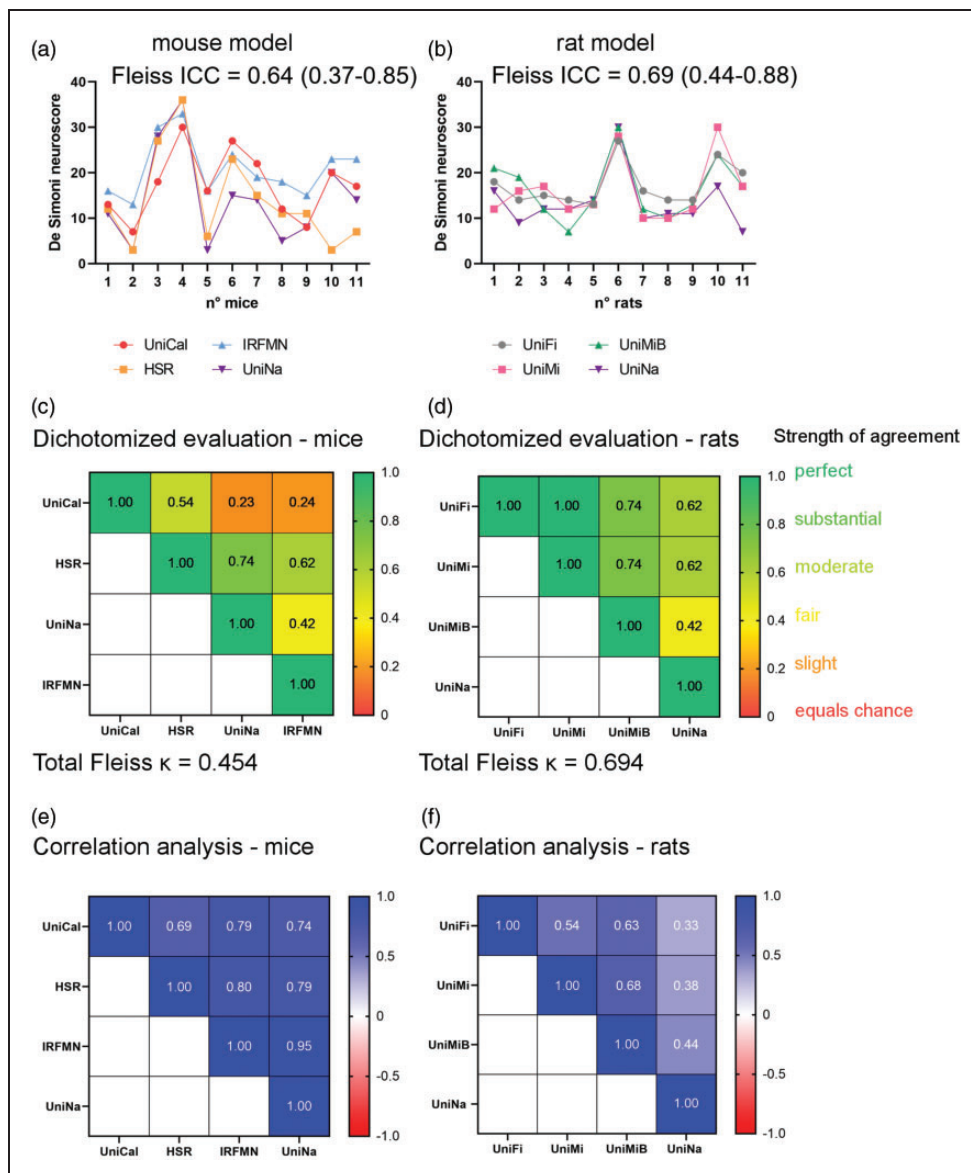 (a)
mouse model
Fleiss ICC = 0.64 (0.37-0.85)
De Simoni neuroscore
40
30
20
10
0
1 2 3 4 5 6 7 8 9 10 11
n° mice
UniCal
IRFMN
HSR
UniNa
(b)
rat model
Fleiss ICC = 0.69 (0.44-0.88)
De Simoni neuroscore
40
30
20
10
0
1 2 3 4 5 6 7 8 9 10 11
n° rats
UniFi
UniMiB
UniMi
UniNa
(c)
Dichotomized evaluation - mice
UniCal 1.00 0.54 0.23 0.24
HSR 1.00 0.74 0.62
UniNa 1.00 0.42
IRFMN 1.00
UniCal HSR UniNa IRFMN
1.0
0.8
0.6
0.4
0.2
0
Total Fleiss κ = 0.454
(d)
Dichotomized evaluation - rats
UniFi 1.00 1.00 0.74 0.62
UniMi 1.00 0.74 0.62
UniMiB 1.00 0.42
UniNa 1.00
UniFi UniMi UniMiB UniNa
1.0
0.8
0.6
0.4
0.2
0
Strength of agreement
perfect
substantial
moderate
fair
slight
equals chance
Total Fleiss κ = 0.694
(e)
Correlation analysis - mice
UniCal 1.00 0.69 0.79 0.74
HSR 1.00 0.80 0.79
IRFMN 1.00 0.95
UniNa 1.00
UniCal HSR IRFMN UniNa
1.0
0.5
0
-0.5
-1.0
(f)
Correlation analysis - rats
UniFi 1.00 0.54 0.63 0.33
UniMi 1.00 0.68 0.38
UniMiB 1.00 0.44
UniNa 1.00
UniFi UniMi UniMiB UniNa
1.0
0.5
0
-0.5
-1.0